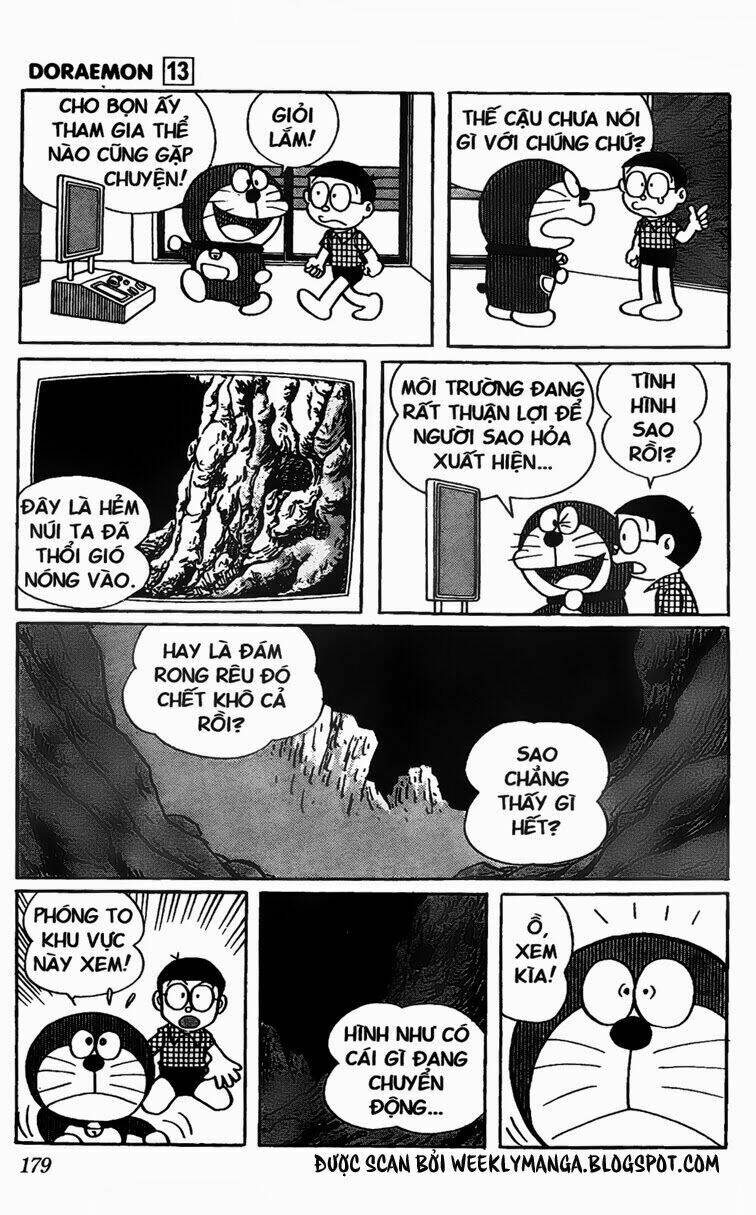 DORAEMON 13
THẾ CẬU CHƯA NÓI
GÌ VỚI CHÚNG CHỨ?
GIỎI
LẮM!
CHO BỌN ẤY
THAM GIA THỂ
NÀO CŨNG GẶP
CHUYỆN!
TÌNH
HÌNH
SAO
RỒI?
MÔI TRƯỜNG ĐANG
RẤT THUẬN LỢI ĐỂ
NGƯỜI SAO HỎA
XUẤT HIỆN...
ĐÂY LÀ HẺM
NÚI TA ĐÃ
THỔI GIÓ
NÓNG VÀO.
SAO
CHẲNG
THẤY GÌ
HẾT?
HAY LÀ ĐÁM
RONG RÊU ĐÓ
CHẾT KHÔ CẢ
RỒI?
Ồ,
XEM
KÌA!
HÌNH NHƯ CÓ
CÁI GÌ ĐANG
CHUYỂN
ĐỘNG...
PHÓNG TO
KHU VỰC
NÀY XEM!
179
ĐƯỢC SCAN BỞI WEEKLYMANGA.BLOGSPOT.COM